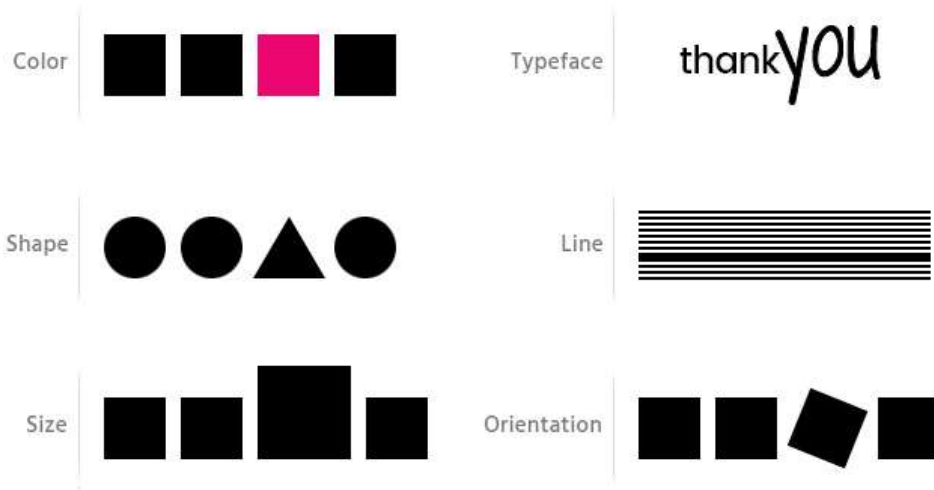 Color
Typeface
thankyou
Shape
Line
Size
Orientation